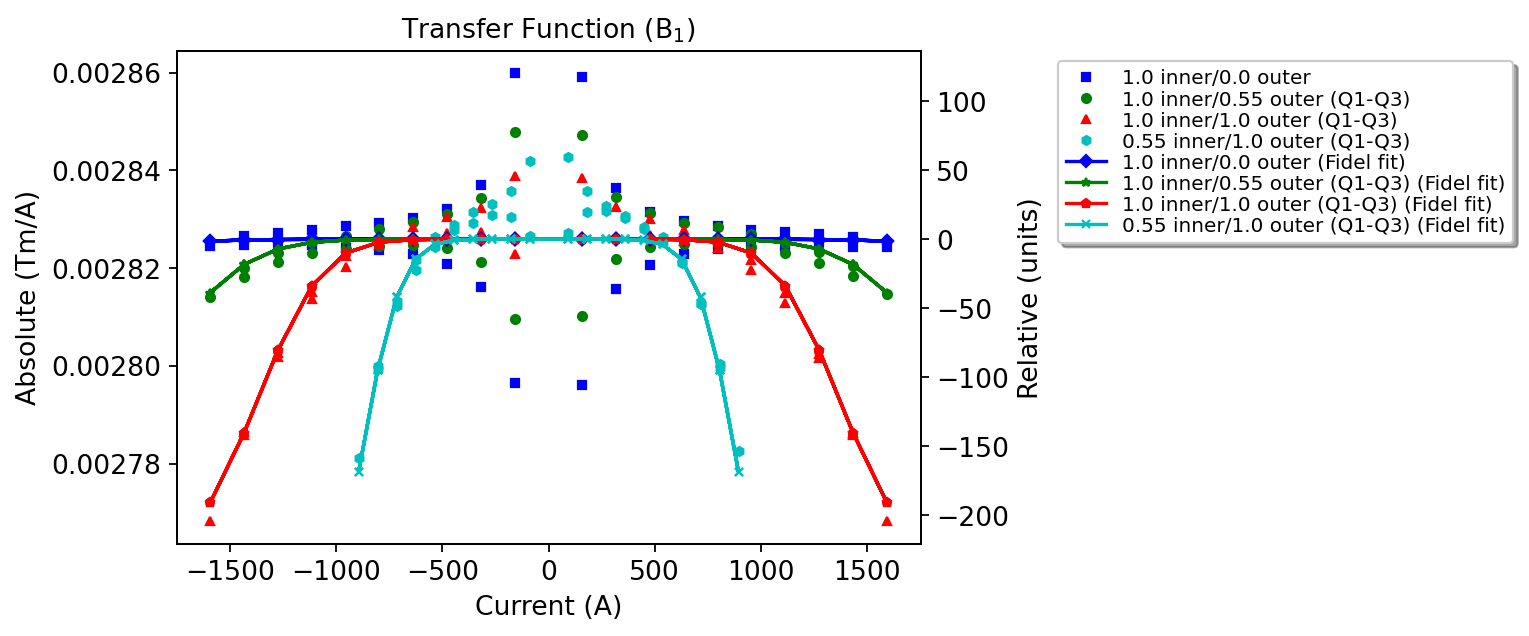 Transfer Function (B₁)
Absolute (Tm/A)
0.00286
0.00284
0.00282
0.00280
0.00278
−1500 −1000 −500 0 500 1000 1500
Current (A)
100
50
0
−50
−100
−150
−200
Relative (units)
1.0 inner/0.0 outer
1.0 inner/0.55 outer (Q1-Q3)
1.0 inner/1.0 outer (Q1-Q3)
0.55 inner/1.0 outer (Q1-Q3)
1.0 inner/0.0 outer (Fidel fit)
1.0 inner/0.55 outer (Q1-Q3) (Fidel fit)
1.0 inner/1.0 outer (Q1-Q3) (Fidel fit)
0.55 inner/1.0 outer (Q1-Q3) (Fidel fit)